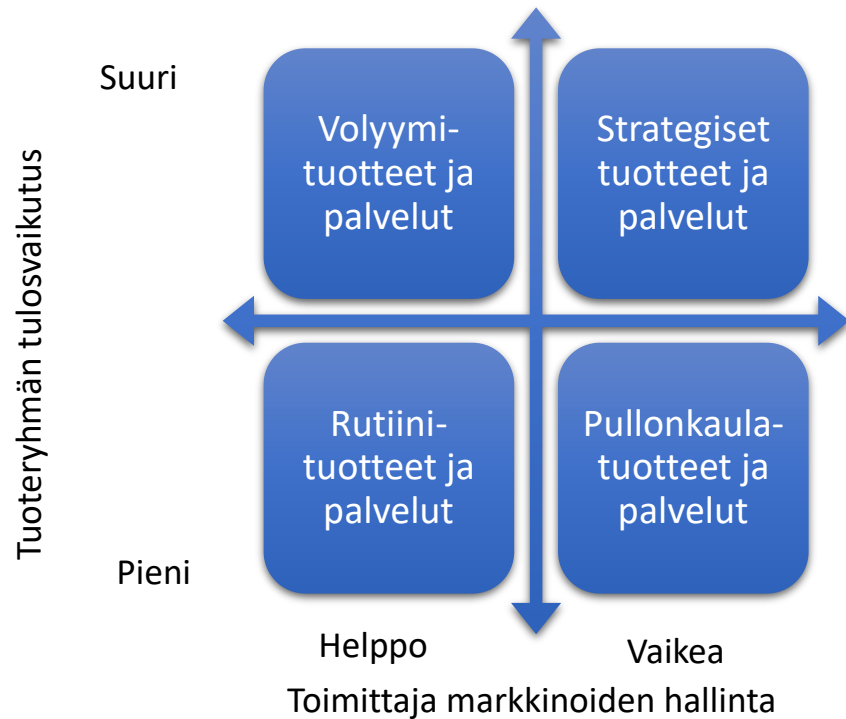 Suuri
Volyymi-
tuotteet ja
palvelut
Strategiset
tuotteet ja
palvelut
Tuoteryhmän tulosvaikutus
Rutiini-
tuotteet ja
palvelut
Pullonkaula-
tuotteet ja
palvelut
Pieni
Helppo
Vaikea
Toimittaja markkinoiden hallinta